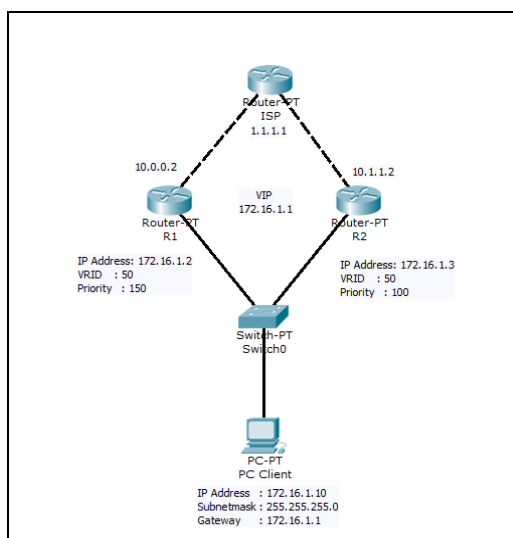 Router-PT
ISP
1.1.1.1
10.0.0.2
10.1.1.2
VIP
172.16.1.1
Router-PT
R1
Router-PT
R2
IP Address: 172.16.1.2
VRID : 50
Priority : 150
IP Address: 172.16.1.3
VRID : 50
Priority : 100
Switch-PT
Switch0
PC-PT
PC Client
IP Address : 172.16.1.10
Subnetmask : 255.255.255.0
Gateway : 172.16.1.1